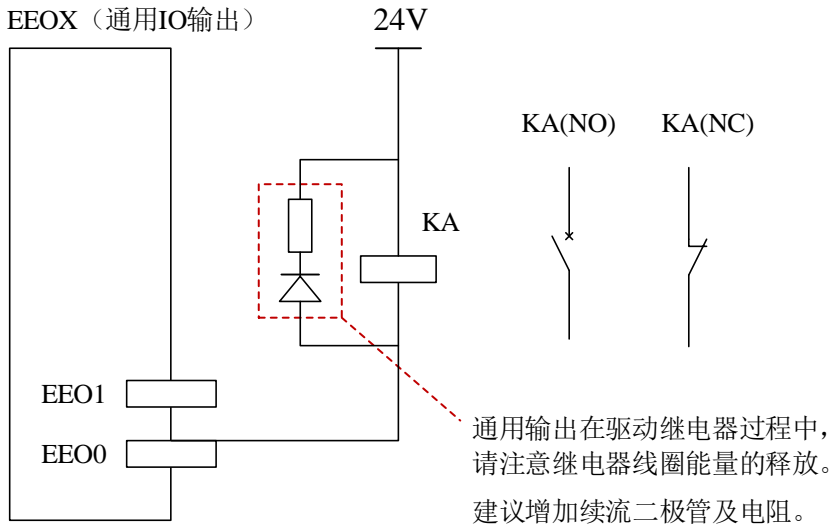 EEOX（通用IO输出）
24V
KA(NO)
KA(NC)
KA
EEO1
EEO0
通用输出在驱动继电器过程中，
请注意继电器线圈能量的释放。
建议增加续流二极管及电阻。